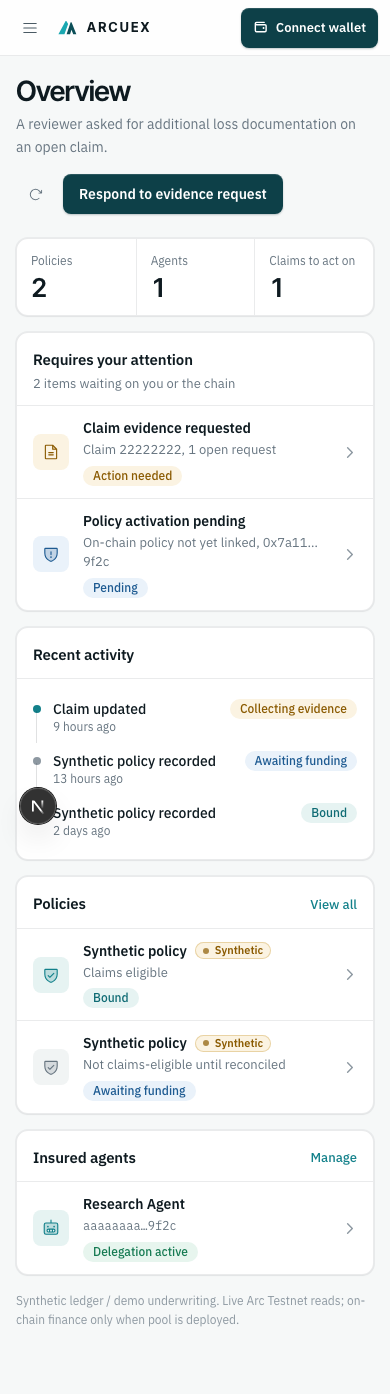 ARCUEX
Connect wallet
Overview
A reviewer asked for additional loss documentation on
an open claim.
Respond to evidence request
Policies
Agents
Claims to act on
2
1
1
Requires your attention
2 items waiting on you or the chain
Claim evidence requested
Claim 22222222, 1 open request
Action needed
Policy activation pending
On-chain policy not yet linked, 0x7a11…
9f2c
Pending
Recent activity
Claim updated
Collecting evidence
9 hours ago
Synthetic policy recorded
Awaiting funding
13 hours ago
N
Synthetic policy recorded
Bound
2 days ago
Policies
View all
Synthetic policy
Synthetic
Claims eligible
Bound
Synthetic policy
Synthetic
Not claims-eligible until reconciled
Awaiting funding
Insured agents
Manage
Research Agent
aaaaaaaa…9f2c
Delegation active
Synthetic ledger / demo underwriting. Live Arc Testnet reads; on-
chain finance only when pool is deployed.